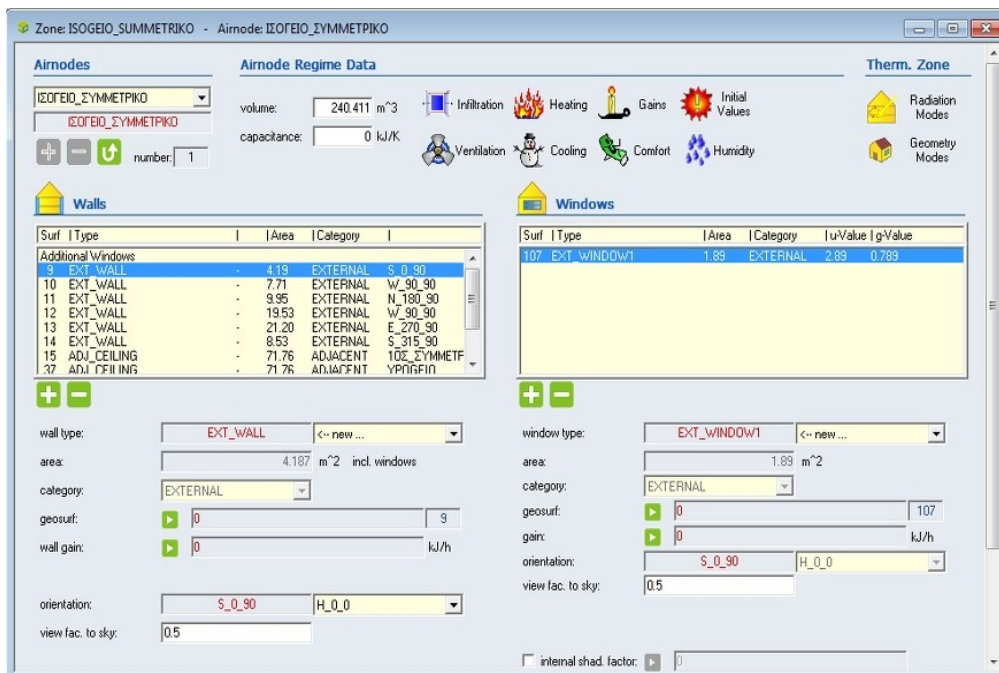 Zone: ISOGEIO_SUMMETRIKO - Airnode: ΙΣΟΓΕΙΟ_ΣΥΜΜΕΤΡΙΚΟ
Airnodes
Airnode Regime Data
Therm. Zone
ΙΣΟΓΕΙΟ_ΣΥΜΜΕΤΡΙΚΟ
ΙΣΟΓΕΙΟ_ΣΥΜΜΕΤΡΙΚΟ
number: 1
volume: 240.411 m^3
capacitance: 0 kJ/K
Infiltration
Heating
Gains
Initial Values
Ventilation
Cooling
Comfort
Humidity
Radiation Modes
Geometry Modes
Walls
Surf | Type | | Area | Category |
Additional Windows
9 EXT_WALL - 4.19 EXTERNAL S_0_90
10 EXT_WALL - 7.71 EXTERNAL W_90_90
11 EXT_WALL - 9.95 EXTERNAL N_180_90
12 EXT_WALL - 19.53 EXTERNAL W_90_90
13 EXT_WALL - 21.20 EXTERNAL E_270_90
14 EXT_WALL - 8.53 EXTERNAL S_315_90
15 ADJ_CEILING - 71.76 ADJACENT 1ΟΣ_ΣΥΜΜΕΤΡ
37 ADJ_CEILING - 71.76 ADJACENT ΥΡΟGΕΙΟ
wall type: EXT_WALL <-- new ...
area: 4.187 m^2 incl. windows
category: EXTERNAL
geosurf: 0 9
wall gain: 0 kJ/h
orientation: S_0_90 H_0_0
view fac. to sky: 0.5
Windows
Surf | Type | Area | Category | u-Value | g-Value
107 EXT_WINDOW1 1.89 EXTERNAL 2.89 0.789
window type: EXT_WINDOW1 <-- new ...
area: 1.89 m^2
category: EXTERNAL
geosurf: 0 107
gain: 0 kJ/h
orientation: S_0_90 H_0_0
view fac. to sky: 0.5
internal shad. factor: 0